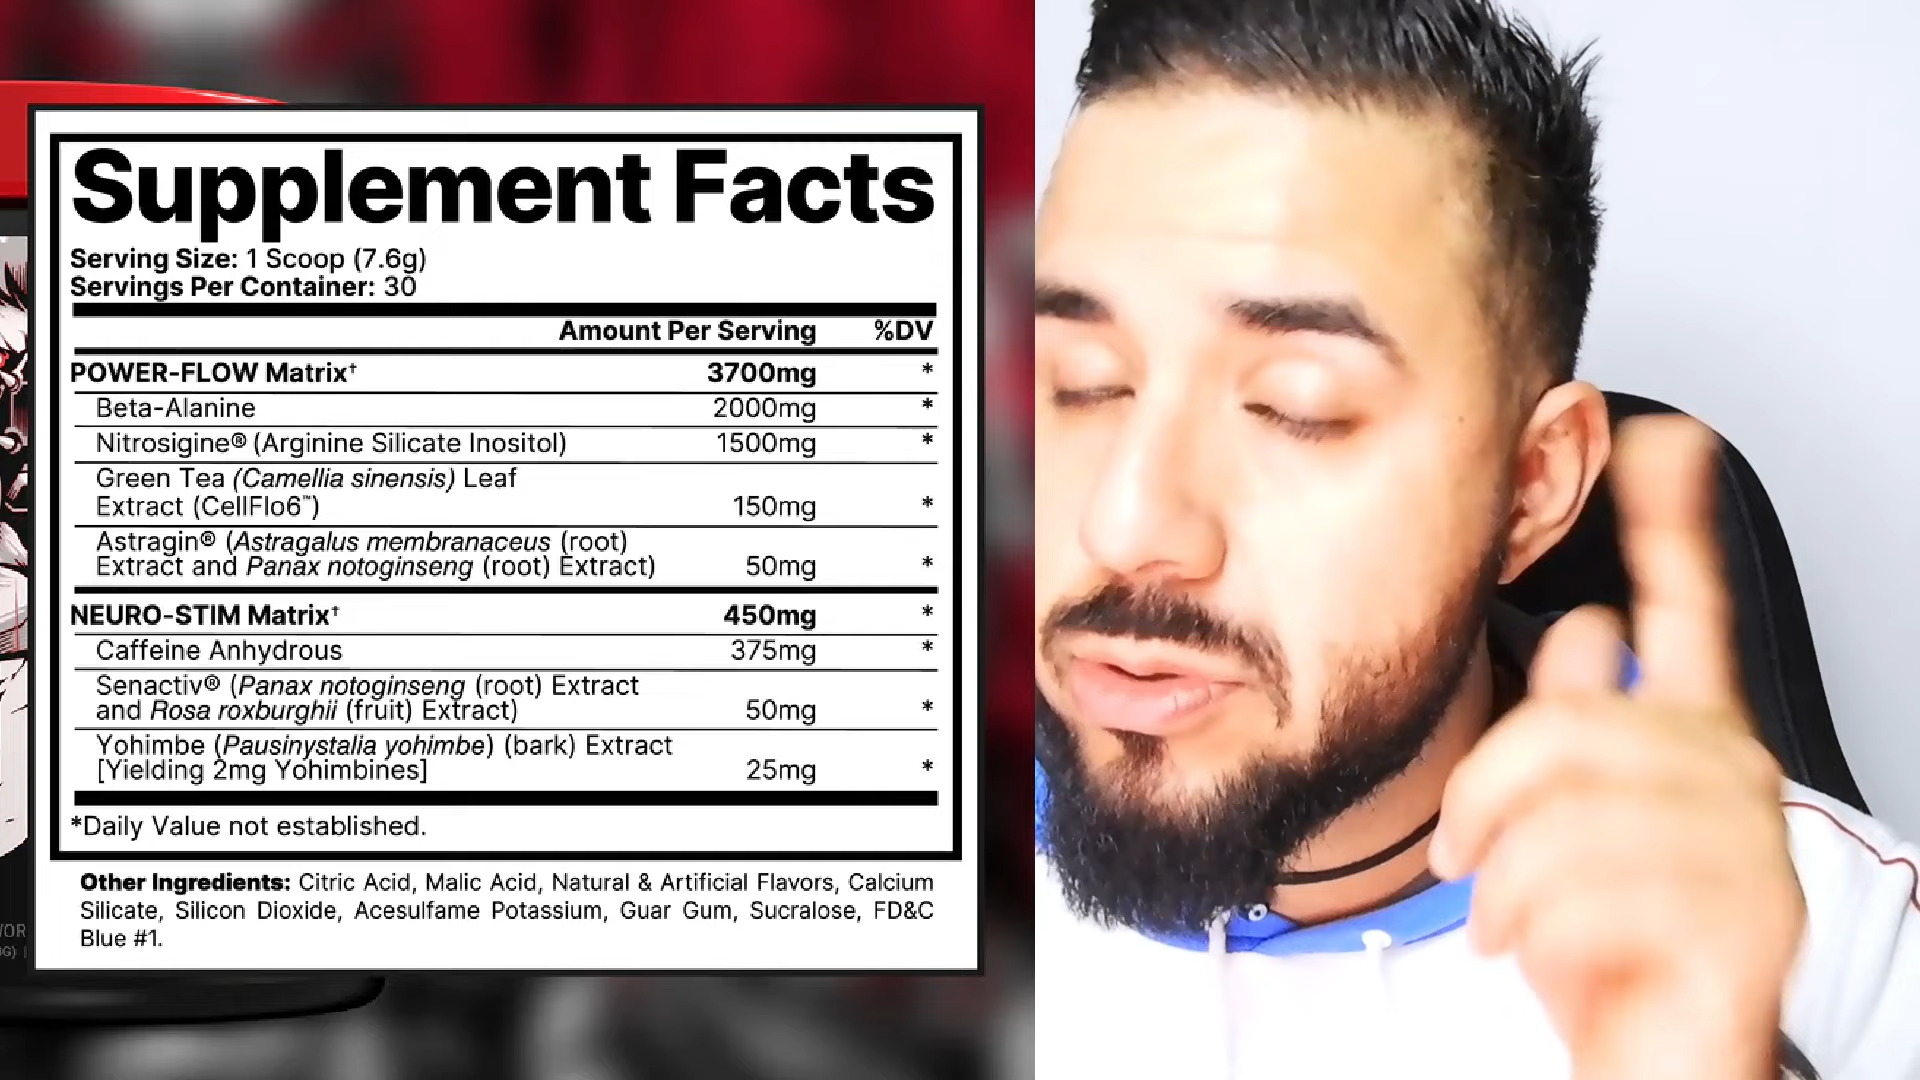 Supplement Facts
Serving Size: 1 Scoop (7.6g)
Servings Per Container: 30
Amount Per Serving %DV
POWER-FLOW Matrix† 3700mg *
Beta-Alanine 2000mg *
Nitrosigine® (Arginine Silicate Inositol) 1500mg *
Green Tea (Camellia sinensis) Leaf
Extract (CellFlo6™) 150mg *
Astragin® (Astragalus membranaceus (root)
Extract and Panax notoginseng (root) Extract) 50mg *
NEURO-STIM Matrix† 450mg *
Caffeine Anhydrous 375mg *
Senactiv® (Panax notoginseng (root) Extract
and Rosa roxburghii (fruit) Extract) 50mg *
Yohimbe (Pausinystalia yohimbe) (bark) Extract
[Yielding 2mg Yohimbines] 25mg *
*Daily Value not established.
Other Ingredients: Citric Acid, Malic Acid, Natural & Artificial Flavors, Calcium
Silicate, Silicon Dioxide, Acesulfame Potassium, Guar Gum, Sucralose, FD&C
Blue #1.